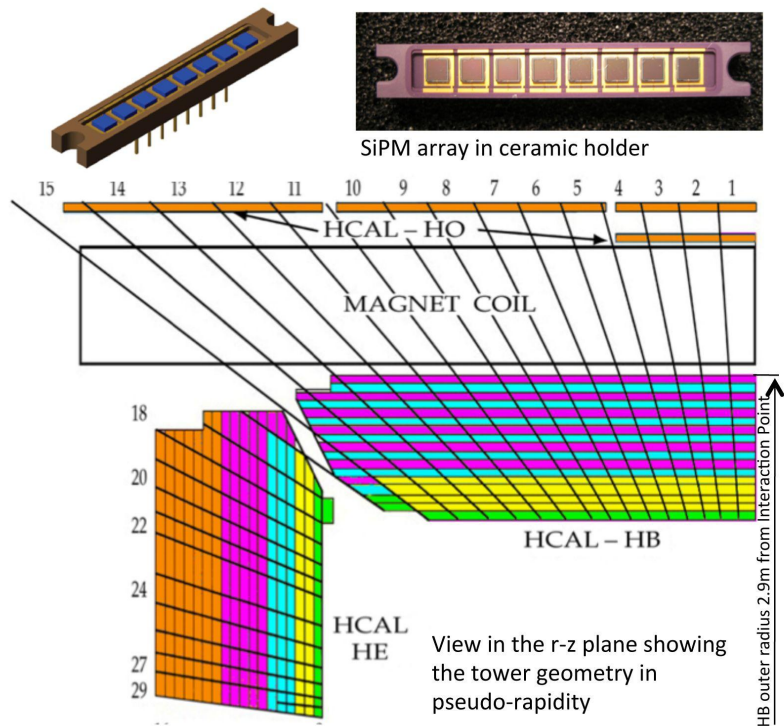 SiPM array in ceramic holder
15 14 13 12 11 10 9 8 7 6 5 4 3 2 1
HCAL – HO
MAGNET COIL
18
20
22
24
27
29
HCAL – HB
HCAL
HE
View in the r-z plane showing
the tower geometry in
pseudo-rapidity
HB outer radius 2.9m from Interaction Point